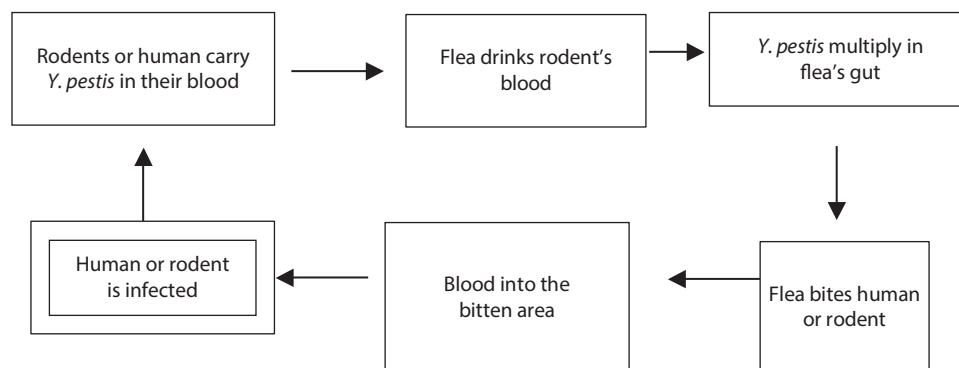 Rodents or human carry
Y. pestis in their blood
Flea drinks rodent's
blood
Y. pestis multiply in
flea's gut
Flea bites human
or rodent
Blood into the
bitten area
Human or rodent
is infected